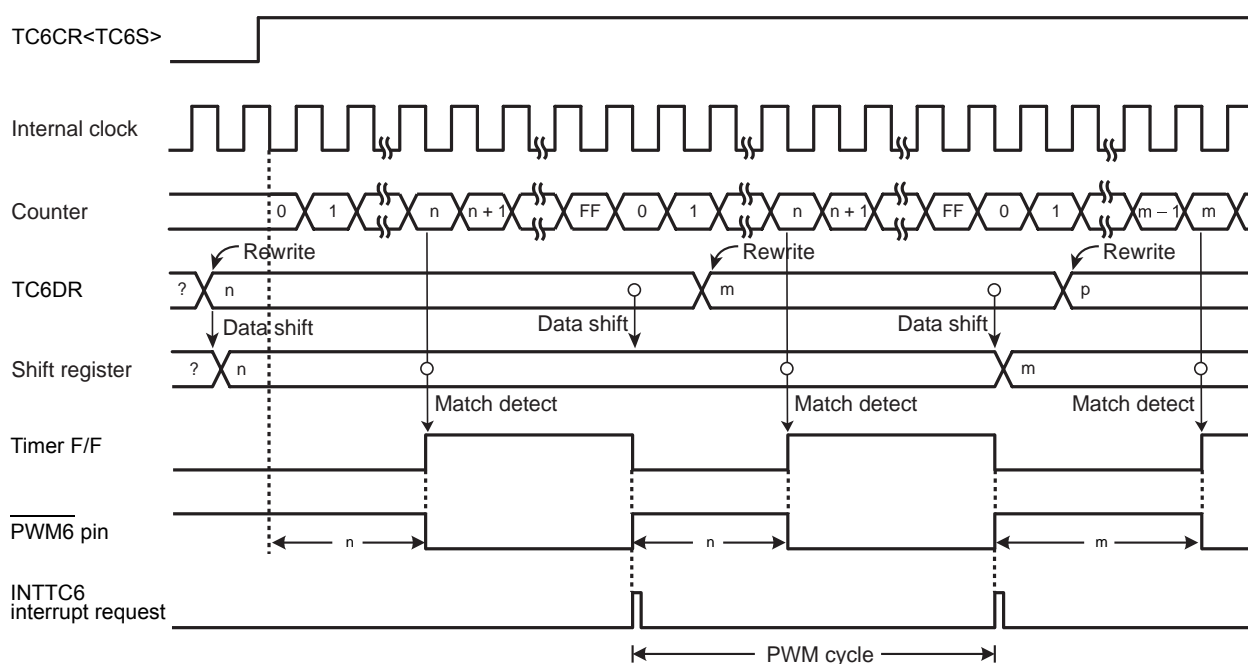 TC6CR<TC6S>
Internal clock
Counter
0 1 n n + 1 FF 0 1 n n + 1 FF 0 1 m – 1 m
Rewrite Rewrite Rewrite
TC6DR
? n m p
Data shift Data shift Data shift
Shift register
? n m
Match detect Match detect Match detect
Timer F/F
PWM6 pin
n n m
INTTC6
interrupt request
PWM cycle